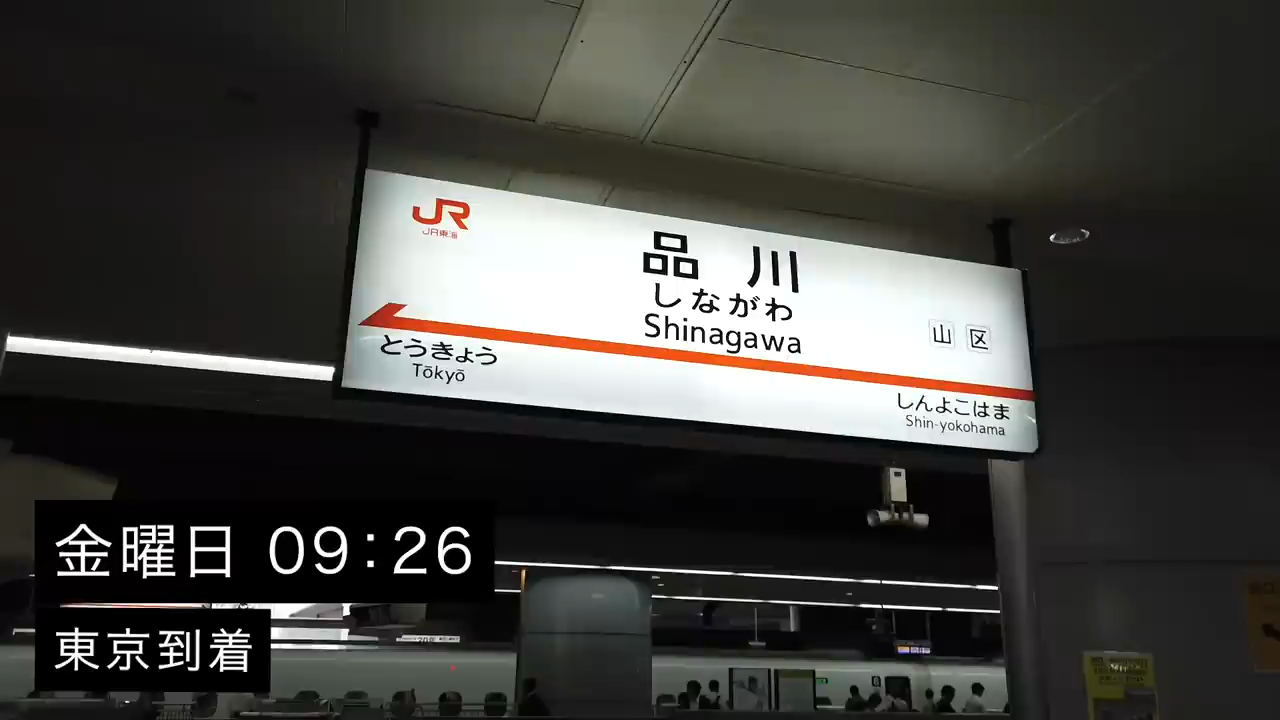 JR
JR東海
品川
しながわ
Shinagawa
山 区
とうきょう
Tōkyō
しんよこはま
Shin-yokohama
金曜日 09:26
東京到着